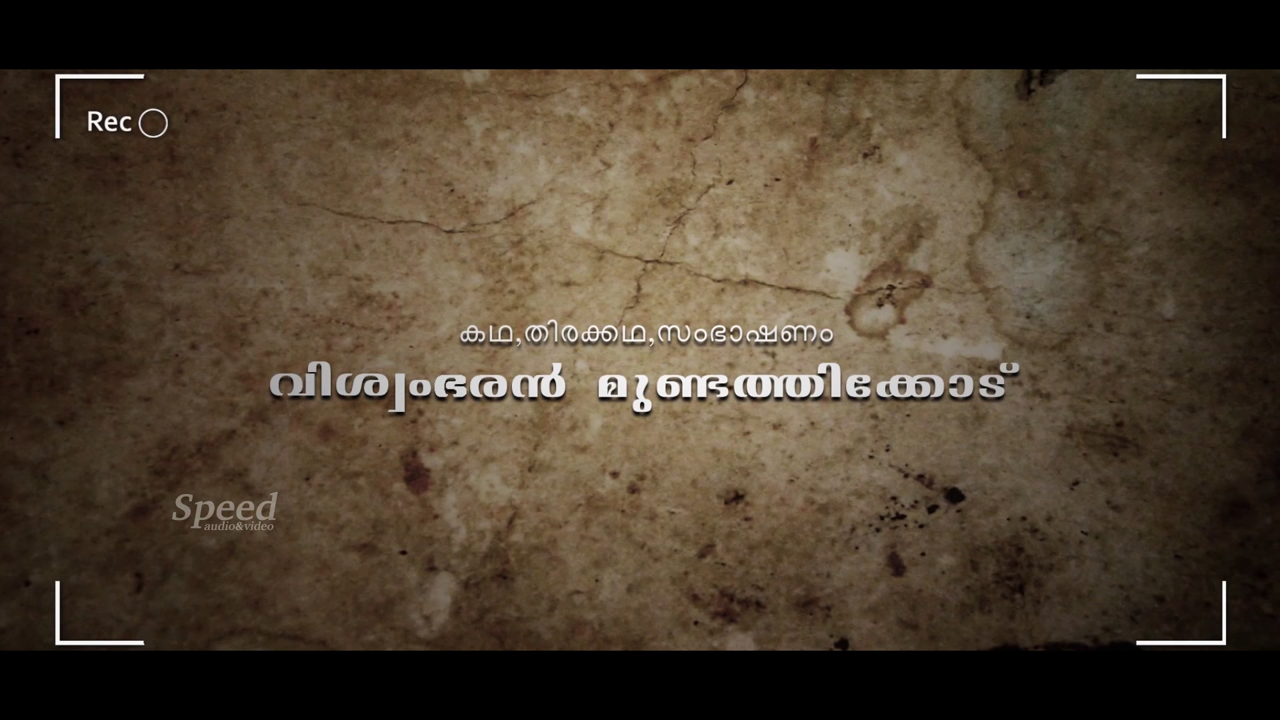 Rec
കഥ,തിരക്കഥ,സംഭാഷണം
വിശ്വംഭരൻ മുണ്ടത്തിക്കോട്
Speed
audio&video